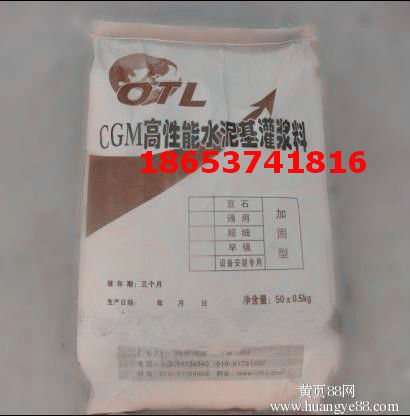 OTL
CGM高性能水泥基灌浆料
18653741816
豆石
通用
超细
早强
设备安装专用
加固型
储存期：三个月
生产日期： 年 月 日
净含量：50±0.5kg
黄页88网
www.huangye88.com